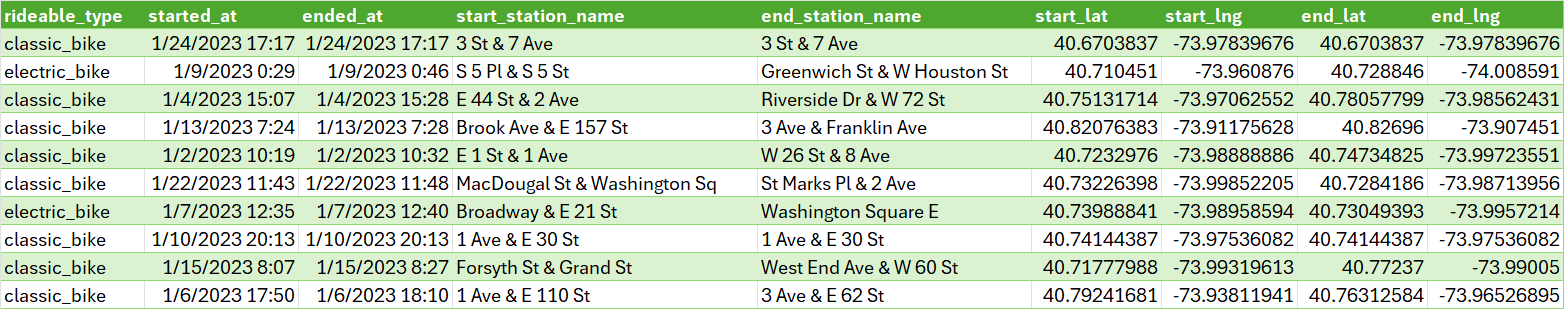 rideable_type started_at ended_at start_station_name end_station_name start_lat start_lng end_lat end_lng
classic_bike 1/24/2023 17:17 1/24/2023 17:17 3 St & 7 Ave 3 St & 7 Ave 40.6703837 -73.97839676 40.6703837 -73.97839676
electric_bike 1/9/2023 0:29 1/9/2023 0:46 S 5 Pl & S 5 St Greenwich St & W Houston St 40.710451 -73.960876 40.728846 -74.008591
classic_bike 1/4/2023 15:07 1/4/2023 15:28 E 44 St & 2 Ave Riverside Dr & W 72 St 40.75131714 -73.97062552 40.78057799 -73.98562431
classic_bike 1/13/2023 7:24 1/13/2023 7:28 Brook Ave & E 157 St 3 Ave & Franklin Ave 40.82076383 -73.91175628 40.82696 -73.907451
classic_bike 1/2/2023 10:19 1/2/2023 10:32 E 1 St & 1 Ave W 26 St & 8 Ave 40.7232976 -73.98888886 40.74734825 -73.99723551
classic_bike 1/22/2023 11:43 1/22/2023 11:48 MacDougal St & Washington Sq St Marks Pl & 2 Ave 40.73226398 -73.99852205 40.7284186 -73.98713956
electric_bike 1/7/2023 12:35 1/7/2023 12:40 Broadway & E 21 St Washington Square E 40.73988841 -73.98958594 40.73049393 -73.9957214
classic_bike 1/10/2023 20:13 1/10/2023 20:13 1 Ave & E 30 St 1 Ave & E 30 St 40.74144387 -73.97536082 40.74144387 -73.97536082
classic_bike 1/15/2023 8:07 1/15/2023 8:27 Forsyth St & Grand St West End Ave & W 60 St 40.71777988 -73.99319613 40.77237 -73.99005
classic_bike 1/6/2023 17:50 1/6/2023 18:10 1 Ave & E 110 St 3 Ave & E 62 St 40.79241681 -73.93811941 40.76312584 -73.96526895